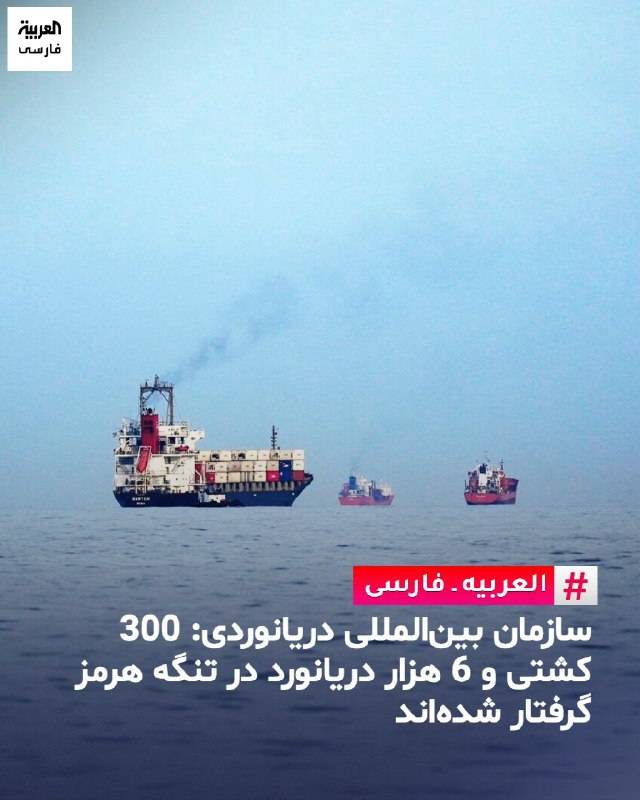 العربية
فارسی
# العربیه ـ فارسی
سازمان بین‌المللی دریانوردی: 300
کشتی و 6 هزار دریانورد در تنگه هرمز
گرفتار شده‌اند